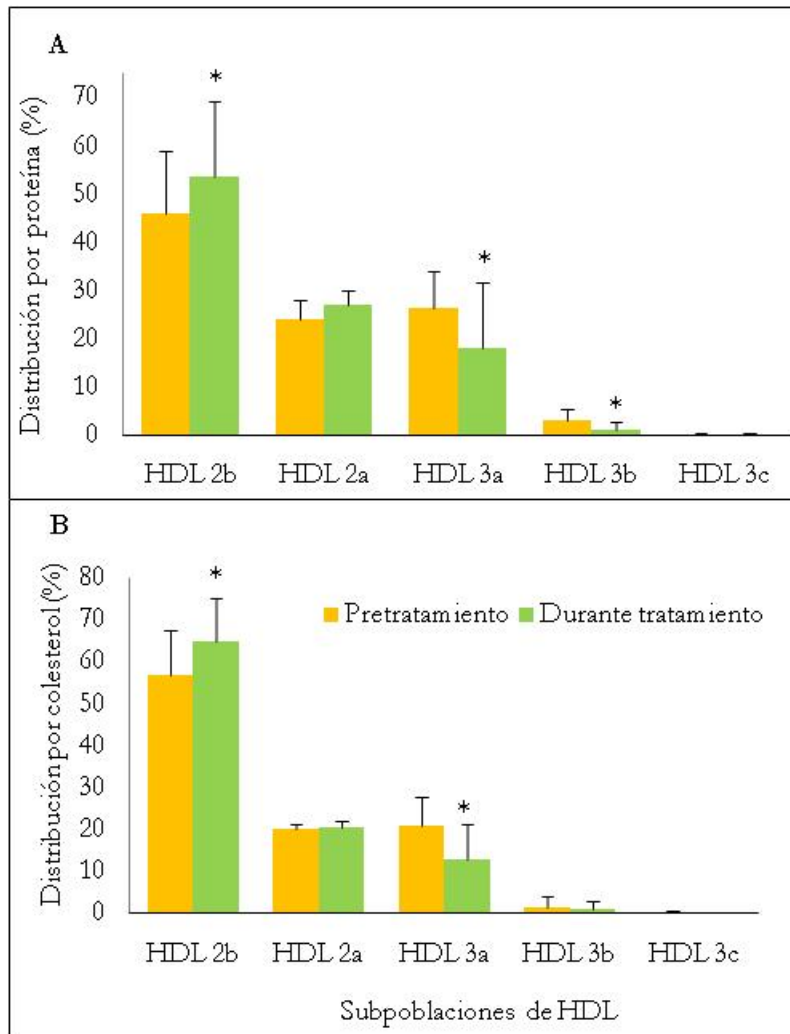 A
*
70
60
50
40
30
20
10
0
*
*
Distribución por proteína (%)
HDL 2b HDL 2a HDL 3a HDL 3b HDL 3c
B
80
70
60
50
40
30
20
10
0
*
*
Pretratamiento Durante tratamiento
Distribución por colesterol (%)
HDL 2b HDL 2a HDL 3a HDL 3b HDL 3c
Subpoblaciones de HDL